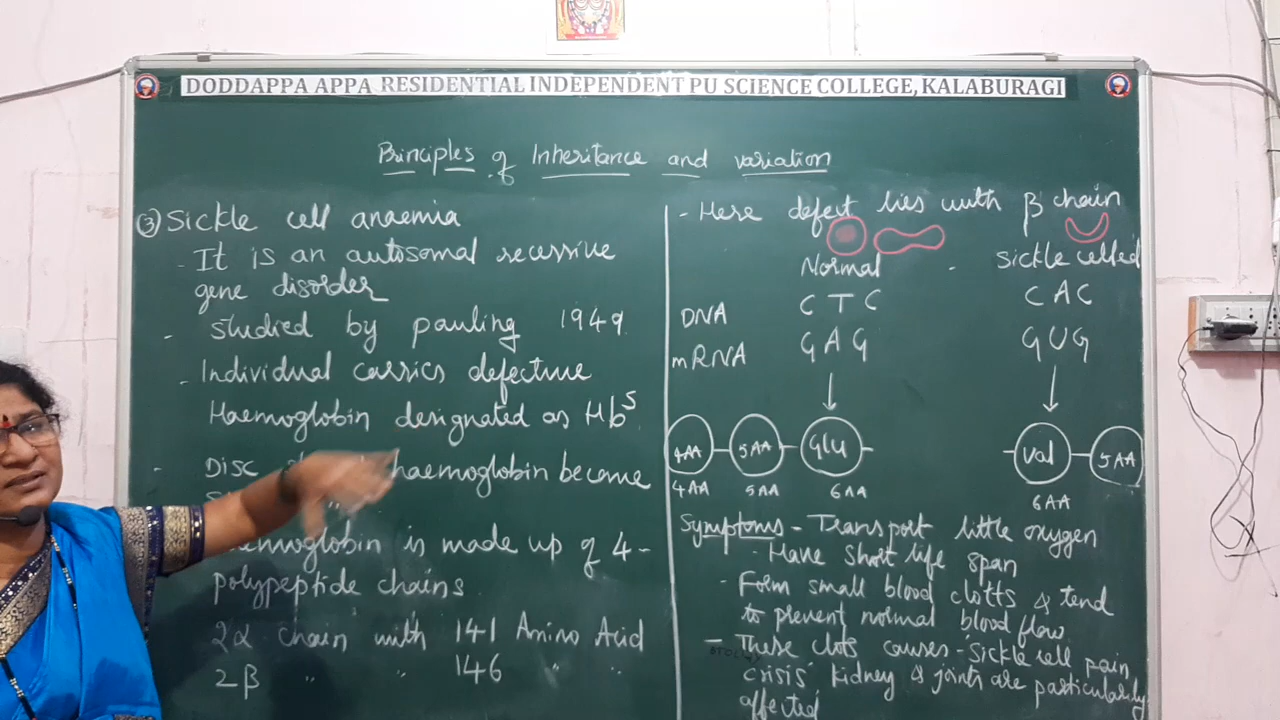 DODDAPPA APPA RESIDENTIAL INDEPENDENT PU SCIENCE COLLEGE, KALABURAGI
Principles of Inheritance and variation
③ Sickle cell anaemia
- It is an autosomal recessive
gene disorder
- Studied by pauling 1949
- Individual carries defective
Haemoglobin designated as Hb^S
- Disc haemoglobin become
is made up of 4-
polypeptide chains
2α chain with 141 Amino Acid
2β " " 146 " "
- Here defect lies with β chain
Normal - Sickle celled
DNA C T C C A C
mRNA G A G G U G
4AA 5AA Glu val 5AA
4AA 5AA 6AA 6AA
Symptoms - Transport little oxygen
- Have short life span
- Form small blood clotts & tend
to prevent normal blood flow
- These clots causes - Sickle cell pain
crisis' kidney & joints are particularly
affected